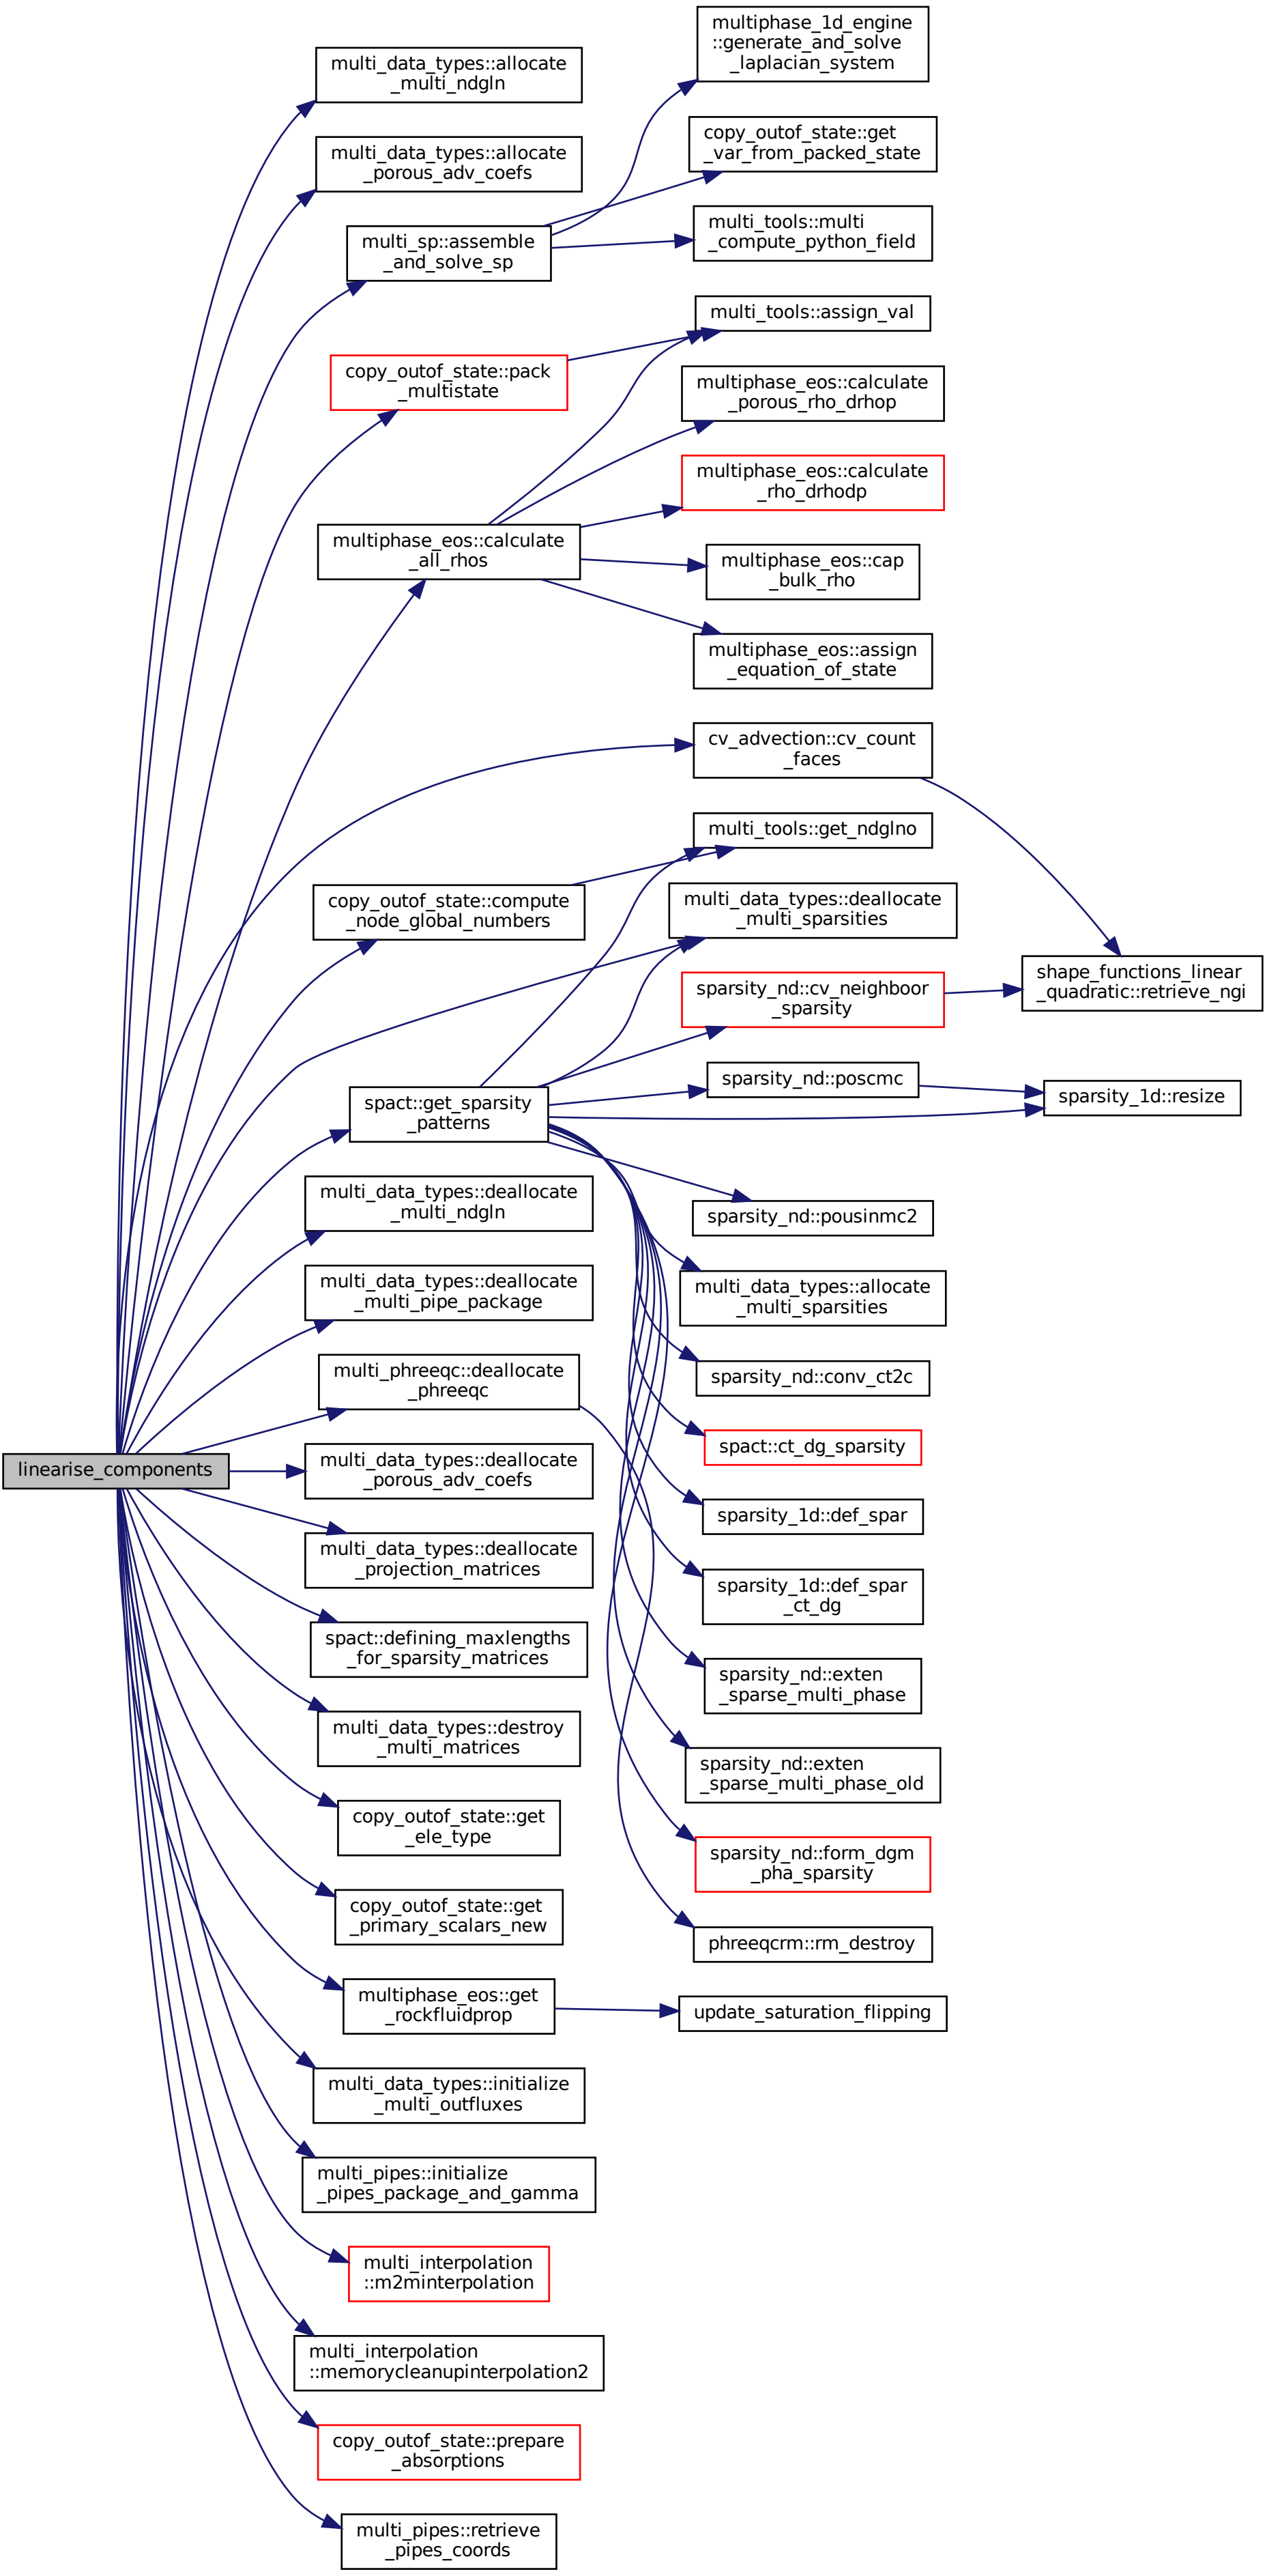 linearise_components
multi_data_types::allocate
_multi_ndgln
multi_data_types::allocate
_porous_adv_coefs
multi_sp::assemble
_and_solve_sp
copy_outof_state::pack
_multistate
multiphase_eos::calculate
_all_rhos
copy_outof_state::compute
_node_global_numbers
spact::get_sparsity
_patterns
multi_data_types::deallocate
_multi_ndgln
multi_data_types::deallocate
_multi_pipe_package
multi_phreeqc::deallocate
_phreeqc
multi_data_types::deallocate
_porous_adv_coefs
multi_data_types::deallocate
_projection_matrices
spact::defining_maxlengths
_for_sparsity_matrices
multi_data_types::destroy
_multi_matrices
copy_outof_state::get
_ele_type
copy_outof_state::get
_primary_scalars_new
multiphase_eos::get
_rockfluidprop
multi_data_types::initialize
_multi_outfluxes
multi_pipes::initialize
_pipes_package_and_gamma
multi_interpolation
::m2minterpolation
multi_interpolation
::memorycleanupinterpolation2
copy_outof_state::prepare
_absorptions
multi_pipes::retrieve
_pipes_coords
multiphase_1d_engine
::generate_and_solve
_laplacian_system
copy_outof_state::get
_var_from_packed_state
multi_tools::multi
_compute_python_field
multi_tools::assign_val
multiphase_eos::calculate
_porous_rho_drhop
multiphase_eos::calculate
_rho_drhodp
multiphase_eos::cap
_bulk_rho
multiphase_eos::assign
_equation_of_state
cv_advection::cv_count
_faces
multi_tools::get_ndglno
multi_data_types::deallocate
_multi_sparsities
sparsity_nd::cv_neighboor
_sparsity
sparsity_nd::poscmc
sparsity_nd::pousinmc2
multi_data_types::allocate
_multi_sparsities
sparsity_nd::conv_ct2c
spact::ct_dg_sparsity
sparsity_1d::def_spar
sparsity_1d::def_spar
_ct_dg
sparsity_nd::exten
_sparse_multi_phase
sparsity_nd::exten
_sparse_multi_phase_old
sparsity_nd::form_dgm
_pha_sparsity
phreeqcrm::rm_destroy
update_saturation_flipping
shape_functions_linear
_quadratic::retrieve_ngi
sparsity_1d::resize